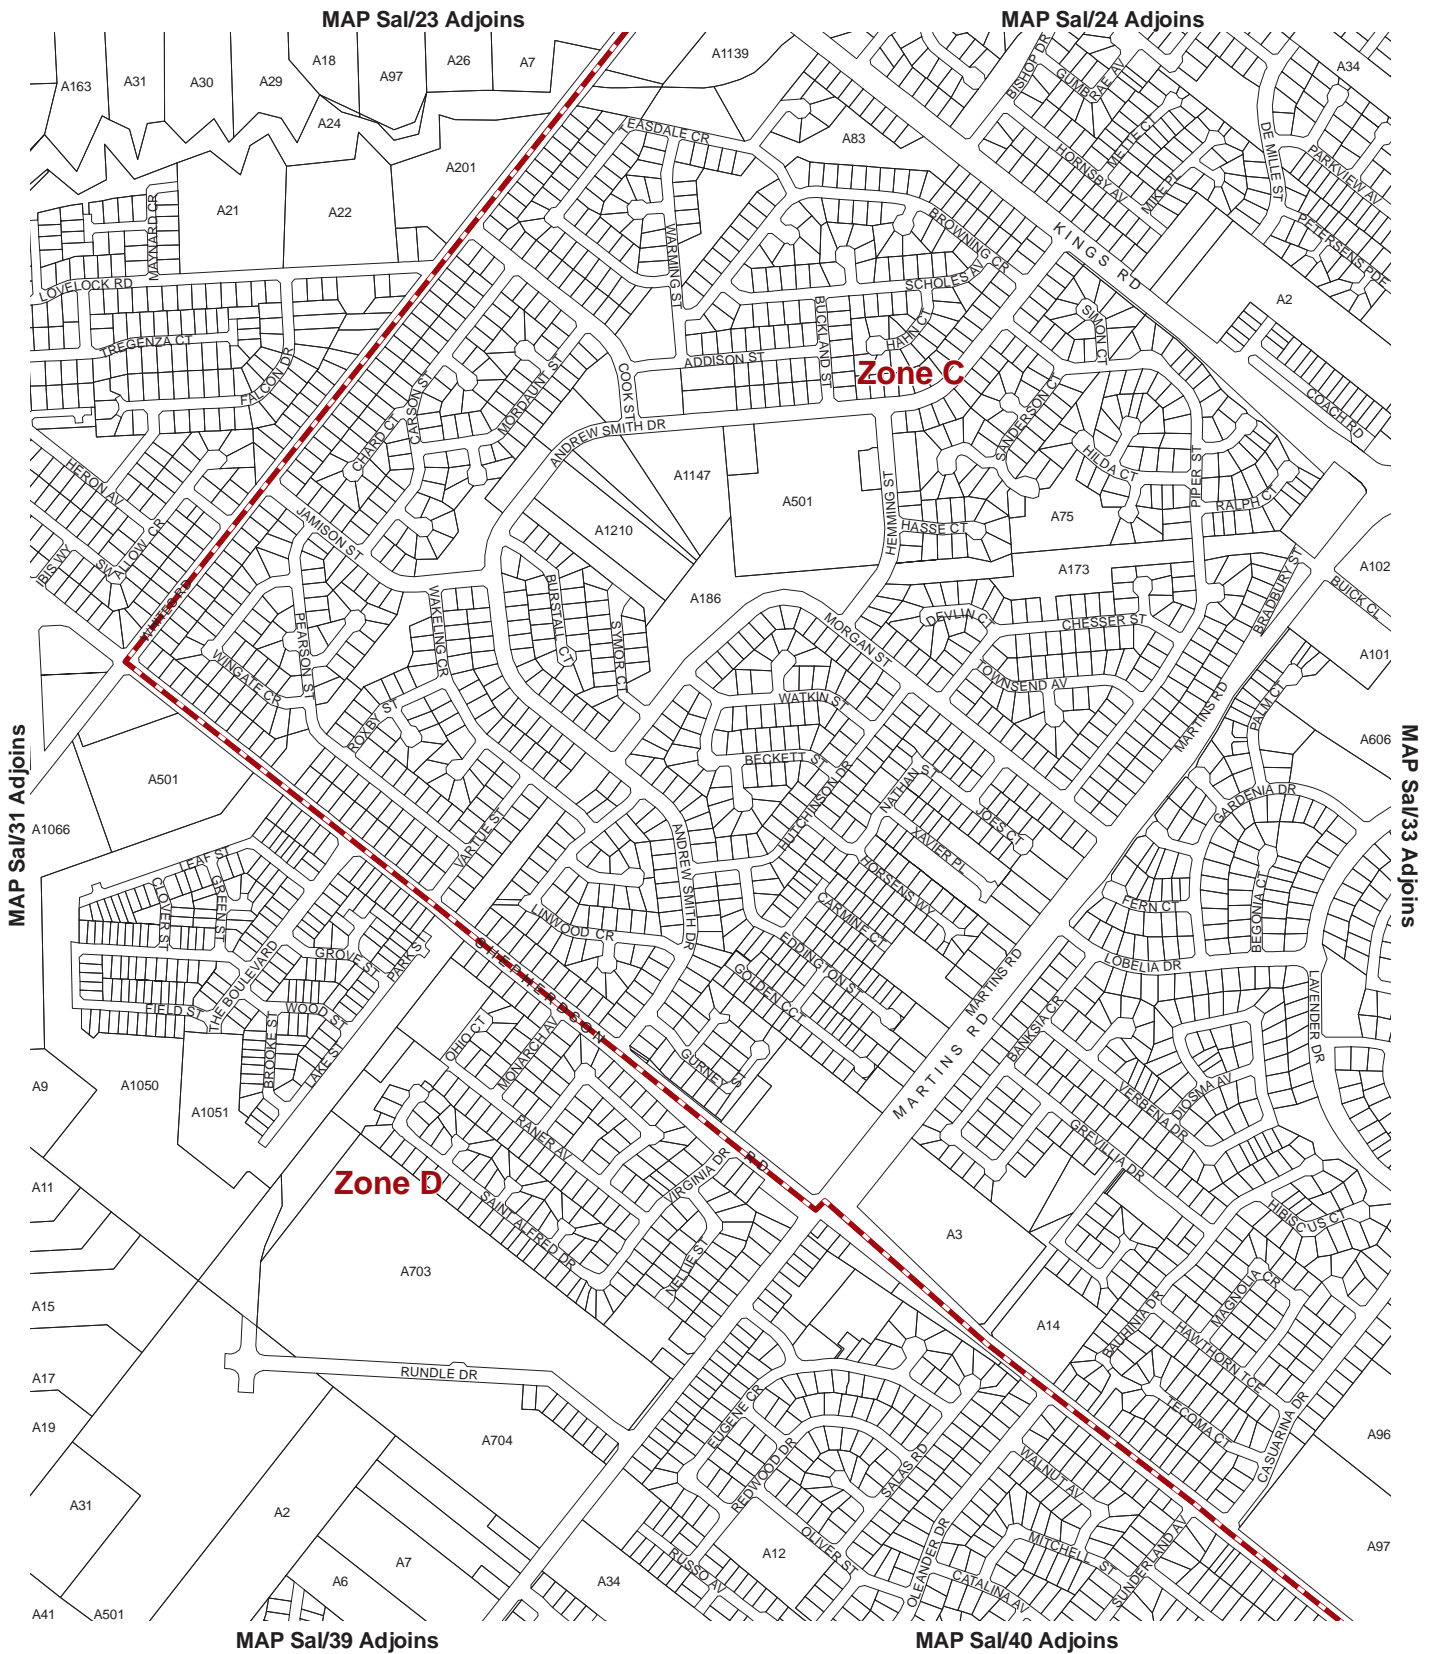 MAP Sal/23 Adjoins
MAP Sal/24 Adjoins
A163
A31
A30
A29
A18
A97
A26
A7
A1139
A34
A24
A201
A83
A21
A22
EASDALE CR
BISHOP DR
GUMBRAE AV
HORNSBY AV
METTE CT
MIKE PL
DE MILLE ST
PARKVIEW AV
PETERSENS PDE
MAYNARD CR
LOVELOCK RD
TREGENZA CT
FALCON DR
WARMING ST
BROWNING CR
SCHOLES AV
KINGS RD
A2
BUCKLAND ST
HAHN CT
ADDISON ST
SIMON CT
Zone C
COACH RD
COOK ST
CARSON ST
MORDAUNT ST
CHARD CT
ANDREW SMITH DR
SANDERSON CT
HILDA CT
PIPER ST
RALPH CT
HERON AV
SWALLOW CR
IBIS WY
A1147
A501
A1210
HEMMING ST
HASSE CT
A75
A173
A102
BUICK CL
A101
BRADBURY ST
JAMISON ST
WHITES RD
A186
WAKELING CR
BURSTALL CT
SYMOR C
PEARSON ST
WINGATE CR
MORGAN ST
DEVLIN CT
CHESSER ST
TOWNSEND AV
WATKIN ST
ROXBY ST
BECKETT ST
HUTCHINSON DR
NATHAN ST
JOES CT
XAVIER PL
MARTINS RD
PALM CT
A606
GARDENIA DR
MAP Sal/31 Adjoins
MAP Sal/33 Adjoins
A501
A1066
VARTUE ST
ANDREW SMITH DR
HORSENS WY
CARMINE CT
FERN CT
BEGONIA CT
LEAF ST
CLOVER ST
GREEN ST
LINWOOD CR
EDDINGTON ST
GOLDEN CT
LOBELIA DR
LAVENDER DR
THE BOULEVARD
GROVE ST
PARK ST
FIELD ST
WOOD ST
BROOKE ST
LAKE ST
SHEPHERDSON RD
OHIO CT
MONARCH AV
GURNEY ST
MARTINS RD
MARTINS RD
BANKSIA CR
VERBENA DR
DIOSMA AV
GREVILLIA DR
A9
A1050
A1051
RANER AV
VIRGINIA DR
Zone D
SAINT ALFRED DR
NELLIE ST
A11
A3
HIBISCUS CT
A703
MAGNOLIA CR
BAUHINIA DR
HAWTHORN TCE
A15
A14
A17
RUNDLE DR
EUGENE CR
TECOMA CT
CASUARINA DR
A19
A704
REDWOOD DR
SALAS RD
WALNUT AV
A96
A31
A2
OLIVER ST
OLEANDER DR
MITCHELL ST
SUNDERLAND AV
A97
A7
A6
A34
RUSSO AV
A12
CATALINA AV
A41
A501
MAP Sal/39 Adjoins
MAP Sal/40 Adjoins